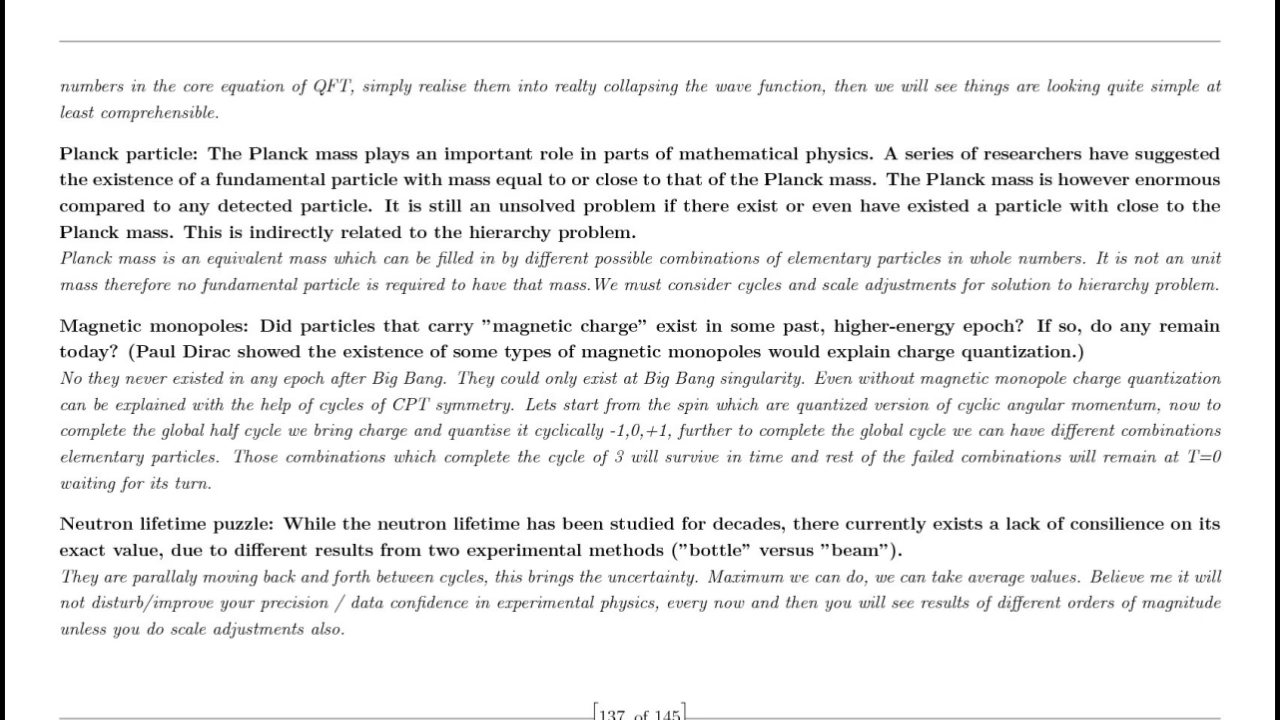 numbers in the core equation of QFT, simply realise them into realty collapsing the wave function, then we will see things are looking quite simple at
least comprehensible.
Planck particle: The Planck mass plays an important role in parts of mathematical physics. A series of researchers have suggested
the existence of a fundamental particle with mass equal to or close to that of the Planck mass. The Planck mass is however enormous
compared to any detected particle. It is still an unsolved problem if there exist or even have existed a particle with close to the
Planck mass. This is indirectly related to the hierarchy problem.
Planck mass is an equivalent mass which can be filled in by different possible combinations of elementary particles in whole numbers. It is not an unit
mass therefore no fundamental particle is required to have that mass.We must consider cycles and scale adjustments for solution to hierarchy problem.
Magnetic monopoles: Did particles that carry ”magnetic charge” exist in some past, higher-energy epoch? If so, do any remain
today? (Paul Dirac showed the existence of some types of magnetic monopoles would explain charge quantization.)
No they never existed in any epoch after Big Bang. They could only exist at Big Bang singularity. Even without magnetic monopole charge quantization
can be explained with the help of cycles of CPT symmetry. Lets start from the spin which are quantized version of cyclic angular momentum, now to
complete the global half cycle we bring charge and quantise it cyclically -1,0,+1, further to complete the global cycle we can have different combinations
elementary particles. Those combinations which complete the cycle of 3 will survive in time and rest of the failed combinations will remain at T=0
waiting for its turn.
Neutron lifetime puzzle: While the neutron lifetime has been studied for decades, there currently exists a lack of consilience on its
exact value, due to different results from two experimental methods (”bottle” versus ”beam”).
They are parallaly moving back and forth between cycles, this brings the uncertainty. Maximum we can do, we can take average values. Believe me it will
not disturb/improve your precision / data confidence in experimental physics, every now and then you will see results of different orders of magnitude
unless you do scale adjustments also.
[137 of 145]